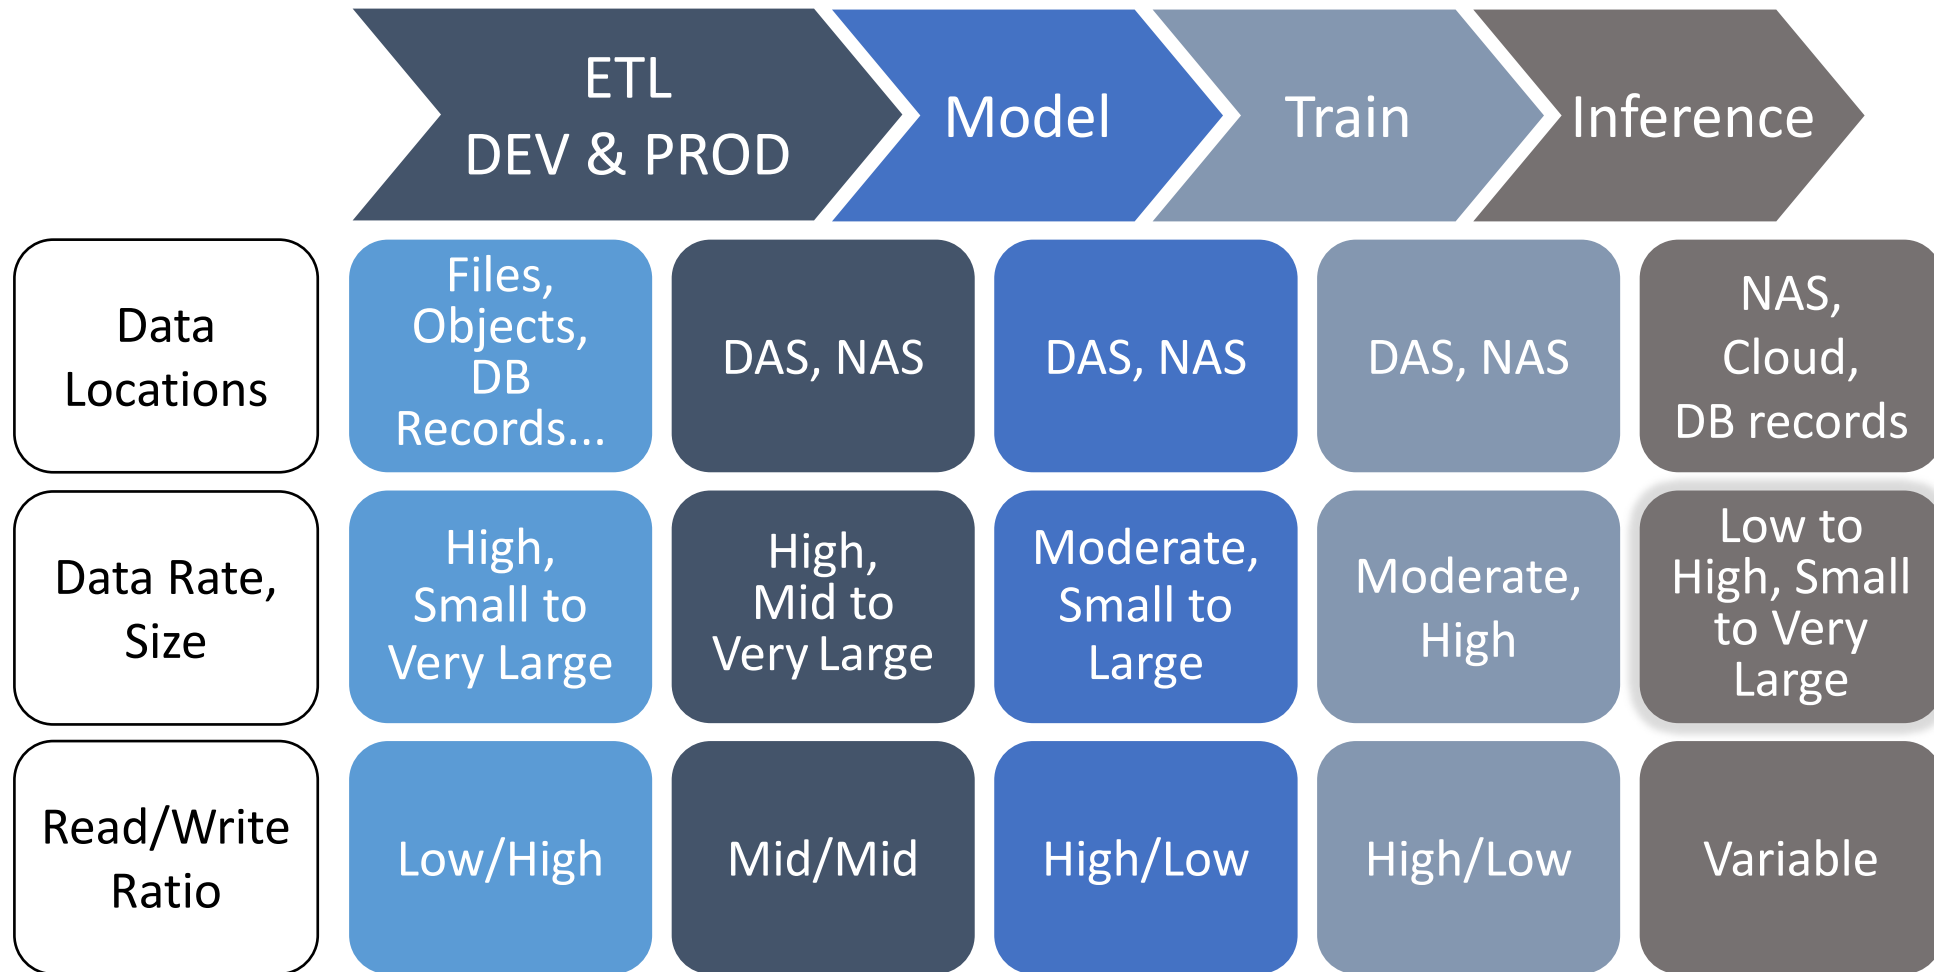 ETL
DEV & PROD
Model
Train
Inference
Data
Locations
Files,
Objects,
DB
Records...
DAS, NAS
DAS, NAS
DAS, NAS
NAS,
Cloud,
DB records
Data Rate,
Size
High,
Small to
Very Large
High,
Mid to
Very Large
Moderate,
Small to
Large
Moderate,
High
Low to
High, Small
to Very
Large
Read/Write
Ratio
Low/High
Mid/Mid
High/Low
High/Low
Variable